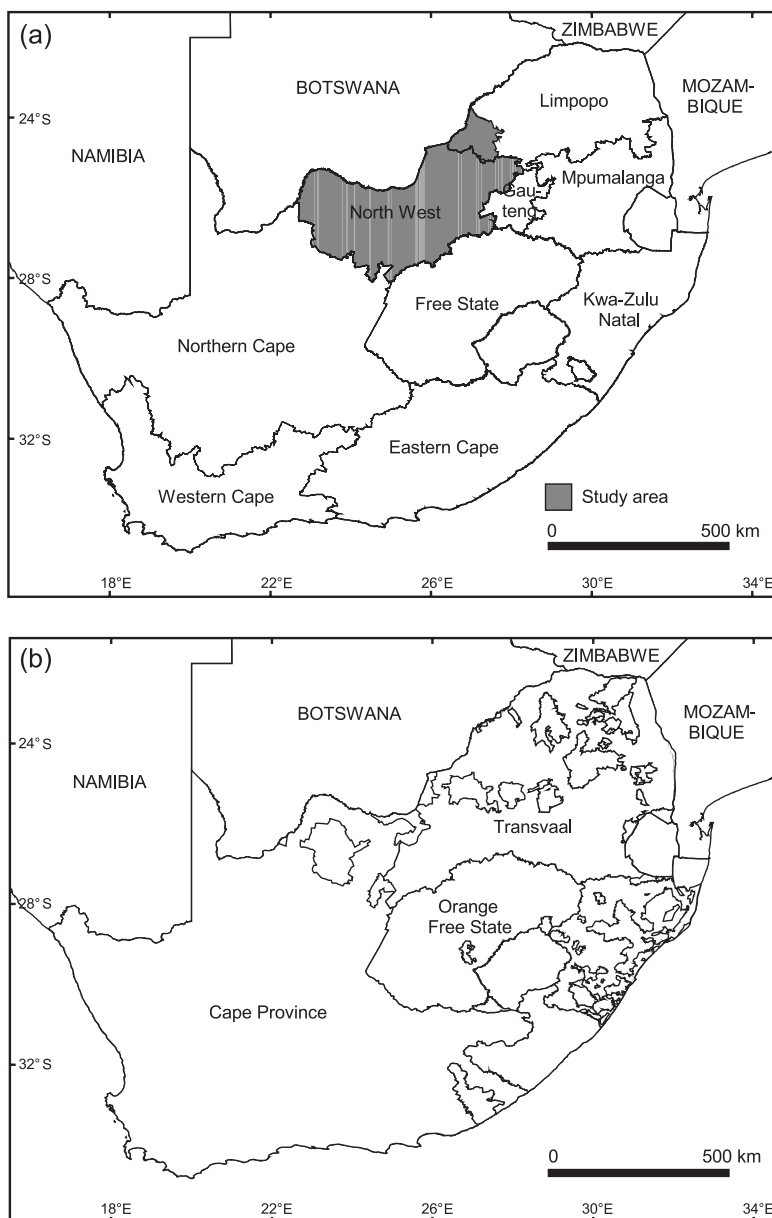 (a)
ZIMBABWE
BOTSWANA
MOZAM-
BIQUE
24°S
Limpopo
NAMIBIA
Mpumalanga
North West
Gau-
teng
28°S
Free State
Kwa-Zulu
Natal
Northern Cape
32°S
Eastern Cape
Western Cape
Study area
0 500 km
18°E 22°E 26°E 30°E 34°E
(b)
ZIMBABWE
BOTSWANA
MOZAM-
BIQUE
24°S
NAMIBIA
Transvaal
28°S
Orange
Free State
Cape Province
32°S
0 500 km
18°E 22°E 26°E 30°E 34°E